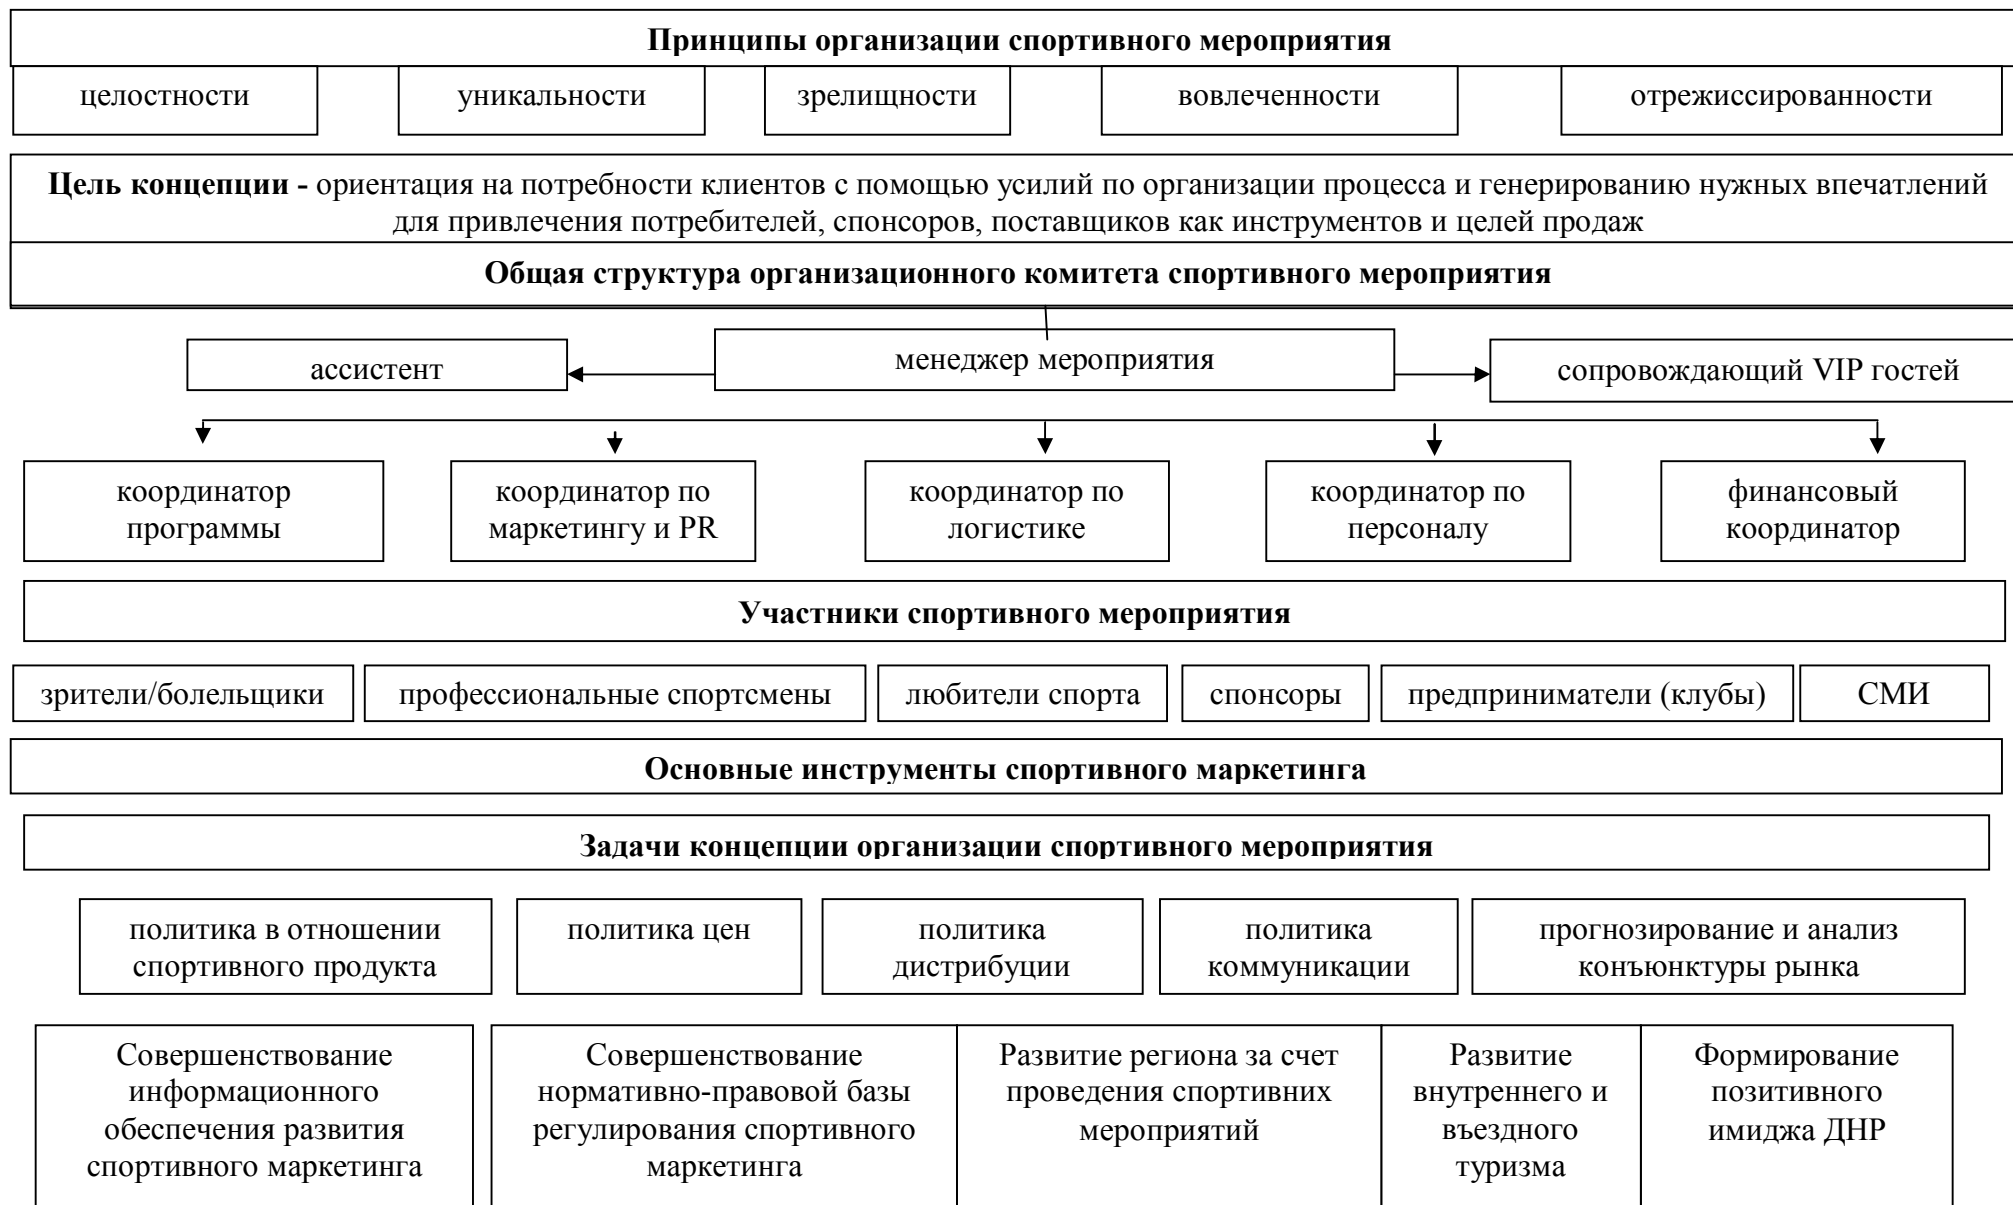 Принципы организации спортивного мероприятия
целостности
уникальности
зрелищности
вовлеченности
отрежиссированности
Цель концепции - ориентация на потребности клиентов с помощью усилий по организации процесса и генерированию нужных впечатлений
для привлечения потребителей, спонсоров, поставщиков как инструментов и целей продаж
Общая структура организационного комитета спортивного мероприятия
ассистент
менеджер мероприятия
сопровождающий VIP гостей
координатор
программы
координатор по
маркетингу и PR
координатор по
логистике
координатор по
персоналу
финансовый
координатор
Участники спортивного мероприятия
зрители/болельщики
профессиональные спортсмены
любители спорта
спонсоры
предприниматели (клубы)
СМИ
Основные инструменты спортивного маркетинга
Задачи концепции организации спортивного мероприятия
политика в отношении
спортивного продукта
политика цен
политика
дистрибуции
политика
коммуникации
прогнозирование и анализ
конъюнктуры рынка
Совершенствование
информационного
обеспечения развития
спортивного маркетинга
Совершенствование
нормативно-правовой базы
регулирования спортивного
маркетинга
Развитие региона за счет
проведения спортивних
мероприятий
Развитие
внутреннего и
въездного
туризма
Формирование
позитивного
имиджа ДНР